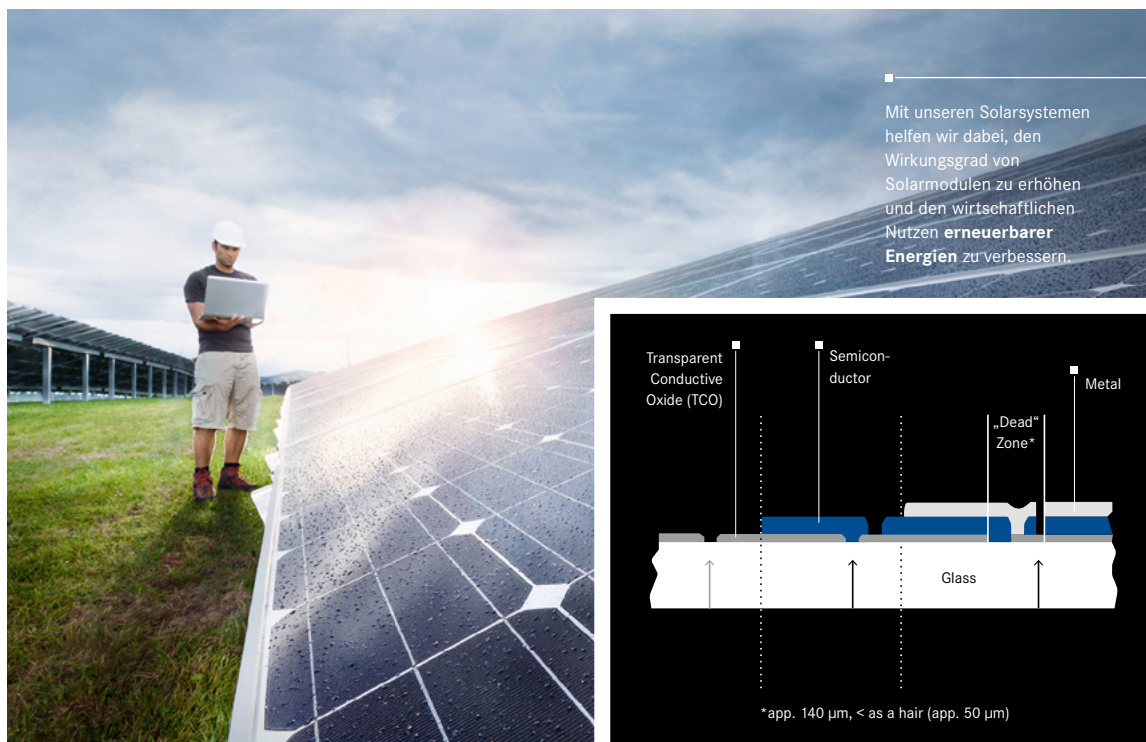 Mit unseren Solarsystemen
helfen wir dabei, den
Wirkungsgrad von
Solarmodulen zu erhöhen
und den wirtschaftlichen
Nutzen erneuerbarer
Energien zu verbessern.
Transparent
Conductive
Oxide (TCO)
Semicon-
ductor
Metal
„Dead“
Zone*
Glass
*app. 140 µm, < as a hair (app. 50 µm)